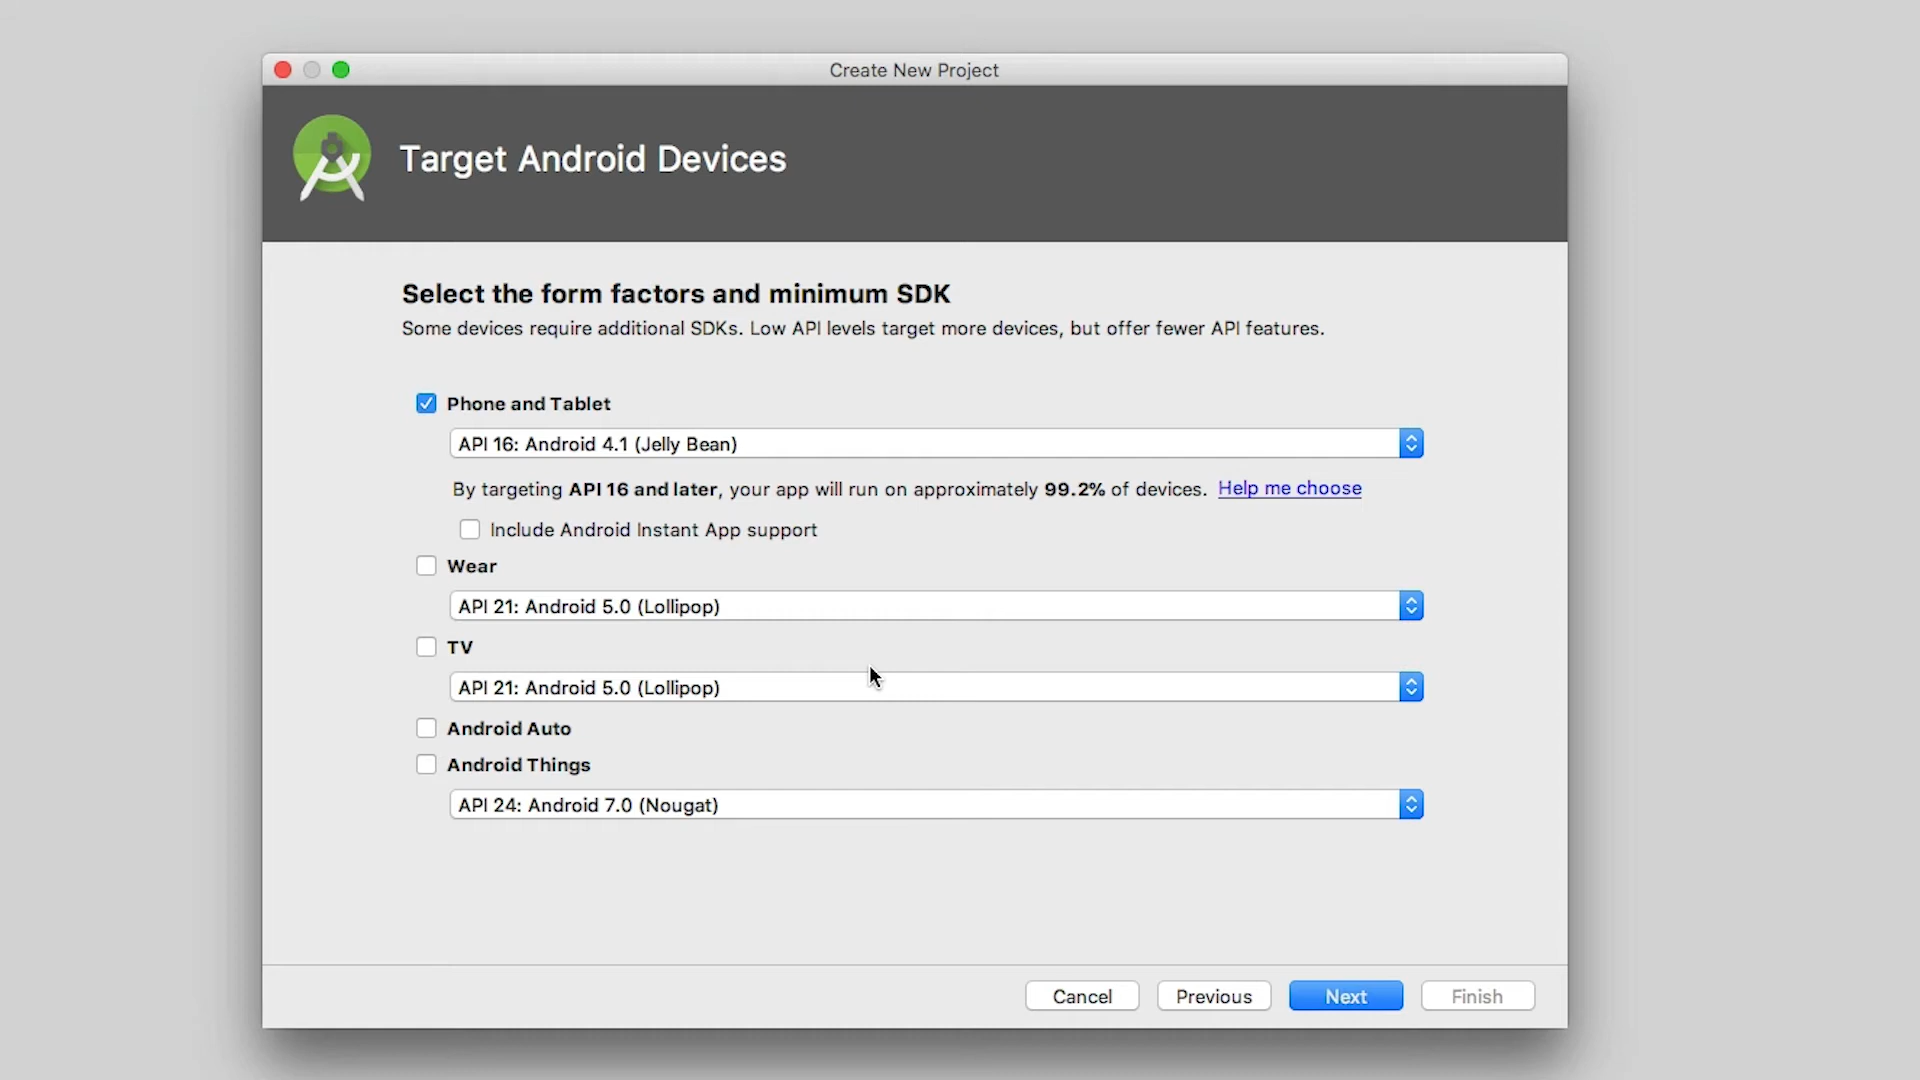 Create New Project
Target Android Devices
Select the form factors and minimum SDK
Some devices require additional SDKs. Low API levels target more devices, but offer fewer API features.
Phone and Tablet
API 16: Android 4.1 (Jelly Bean)
By targeting API 16 and later, your app will run on approximately 99.2% of devices. Help me choose
Include Android Instant App support
Wear
API 21: Android 5.0 (Lollipop)
TV
API 21: Android 5.0 (Lollipop)
Android Auto
Android Things
API 24: Android 7.0 (Nougat)
Cancel Previous Next Finish